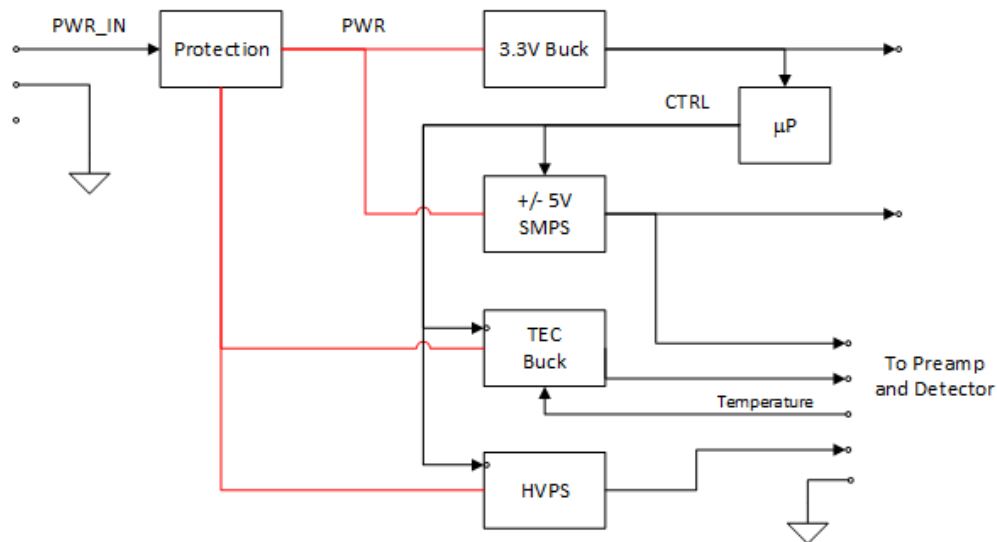 PWR_IN
Protection
PWR
3.3V Buck
CTRL
µP
+/- 5V
SMPS
TEC
Buck
To Preamp
and Detector
Temperature
HVPS